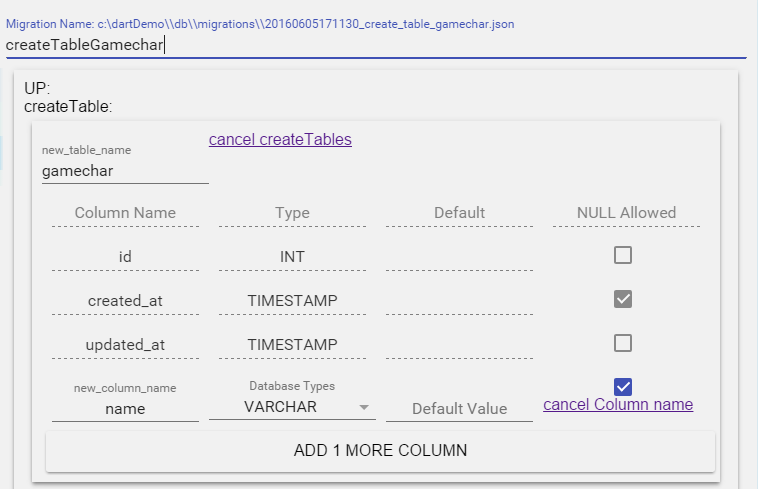 Migration Name: c:\dartDemo\\db\\migrations\\20160605171130_create_table_gamechar.json
createTableGamechar
UP:
createTable:
cancel createTables
new_table_name
gamechar
Column Name Type Default NULL Allowed
id INT
created_at TIMESTAMP
updated_at TIMESTAMP
new_column_name Database Types
name VARCHAR Default Value cancel Column name
ADD 1 MORE COLUMN